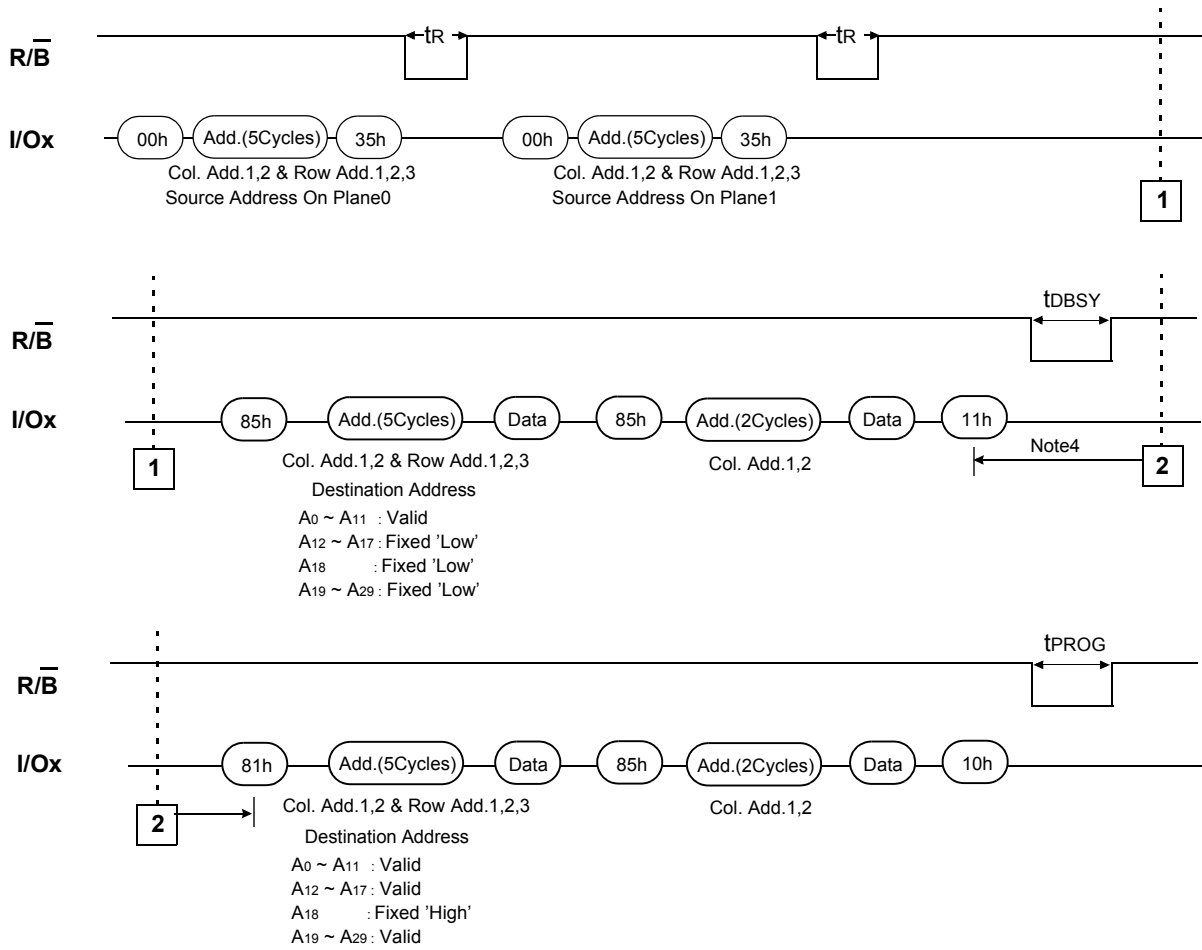 tR tR
R/B
I/Ox 00h Add.(5Cycles) 35h 00h Add.(5Cycles) 35h
Col. Add.1,2 & Row Add.1,2,3 Col. Add.1,2 & Row Add.1,2,3
Source Address On Plane0 Source Address On Plane1
1
tDBSY
R/B
I/Ox 85h Add.(5Cycles) Data 85h Add.(2Cycles) Data 11h
1 Col. Add.1,2 & Row Add.1,2,3 Col. Add.1,2 Note4 2
Destination Address
A0 ~ A11 : Valid
A12 ~ A17 : Fixed 'Low'
A18 : Fixed 'Low'
A19 ~ A29 : Fixed 'Low'
tPROG
R/B
I/Ox 81h Add.(5Cycles) Data 85h Add.(2Cycles) Data 10h
2 Col. Add.1,2 & Row Add.1,2,3 Col. Add.1,2
Destination Address
A0 ~ A11 : Valid
A12 ~ A17 : Valid
A18 : Fixed 'High'
A19 ~ A29 : Valid